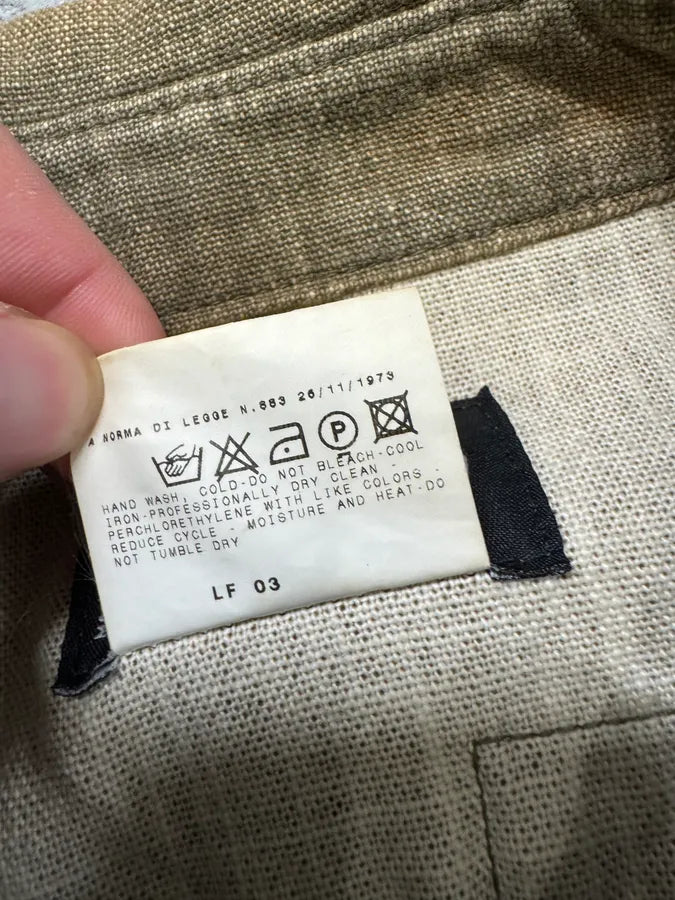 A NORMA DI LEGGE N.883 26/11/1973
P
HAND WASH, COLD-DO NOT BLEACH-COOL
IRON-PROFESSIONALLY DRY CLEAN -
PERCHLORETHYLENE WITH LIKE COLORS -
REDUCE CYCLE - MOISTURE AND HEAT-DO
NOT TUMBLE DRY
LF 03